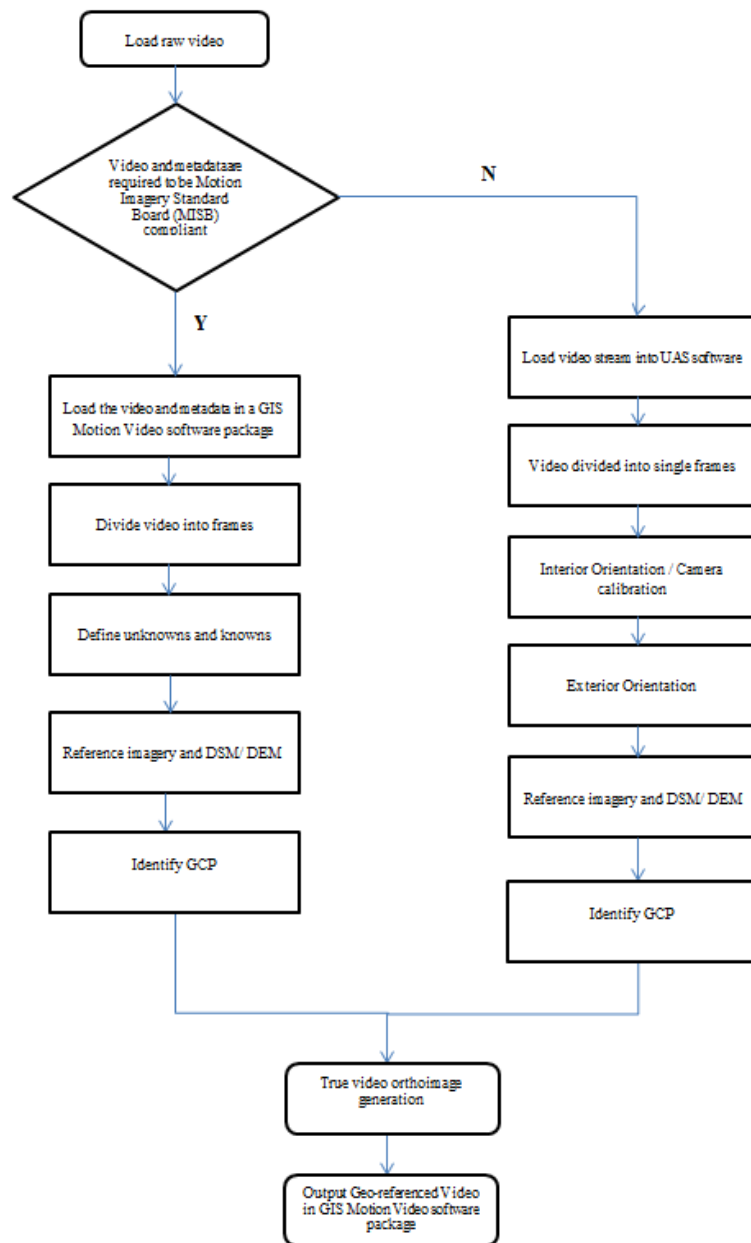 Load raw video
Video and metadata are
required to be Motion
Imagery Standard
Board (MISB)
compliant
N
Y
Load the video and metadata in a GIS
Motion Video software package
Divide video into frames
Define unknowns and knowns
Reference imagery and DSM/ DEM
Identify GCP
Load video stream into UAS software
Video divided into single frames
Interior Orientation / Camera
calibration
Exterior Orientation
Reference imagery and DSM/ DEM
Identify GCP
True video orthoimage
generation
Output Geo-referenced Video
in GIS Motion Video software
package